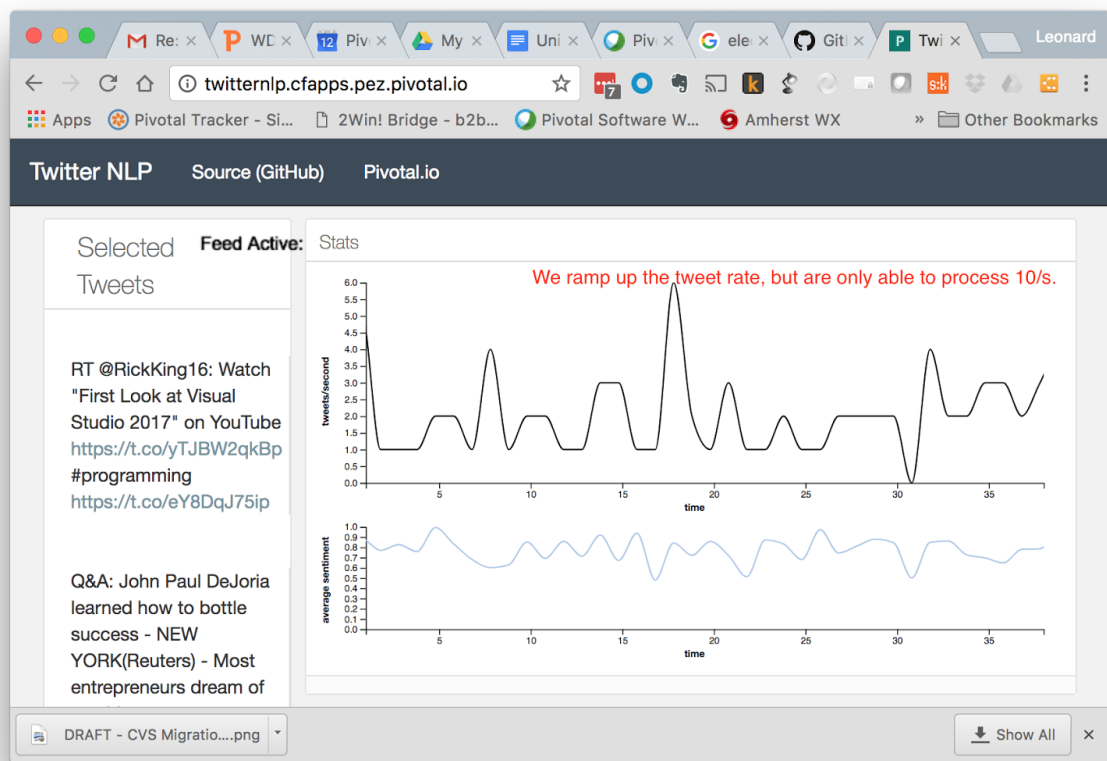 Re:
WD
12
Piv
My
Uni
Piv
G
ele
Git
P
Twi
Leonard
twitternlp.cfapps.pez.pivotal.io
7
k
s:k
Apps
Pivotal Tracker - Si...
2Win! Bridge - b2b...
Pivotal Software W...
Amherst WX
»
Other Bookmarks
Twitter NLP
Source (GitHub)
Pivotal.io
Selected
Tweets
Feed Active:
RT @RickKing16: Watch
"First Look at Visual
Studio 2017" on YouTube
https://t.co/yTJBW2qkBp
#programming
https://t.co/eY8DqJ75ip
Q&A: John Paul DeJoria
learned how to bottle
success - NEW
YORK(Reuters) - Most
entrepreneurs dream of
Stats
We ramp up the tweet rate, but are only able to process 10/s.
tweets/second
6.0
5.5
5.0
4.5
4.0
3.5
3.0
2.5
2.0
1.5
1.0
0.5
0.0
5 10 15 20 25 30 35
time
average sentiment
1.0
0.9
0.8
0.7
0.6
0.5
0.4
0.3
0.2
0.1
0.0
5 10 15 20 25 30 35
time
DRAFT - CVS Migratio....png
Show All